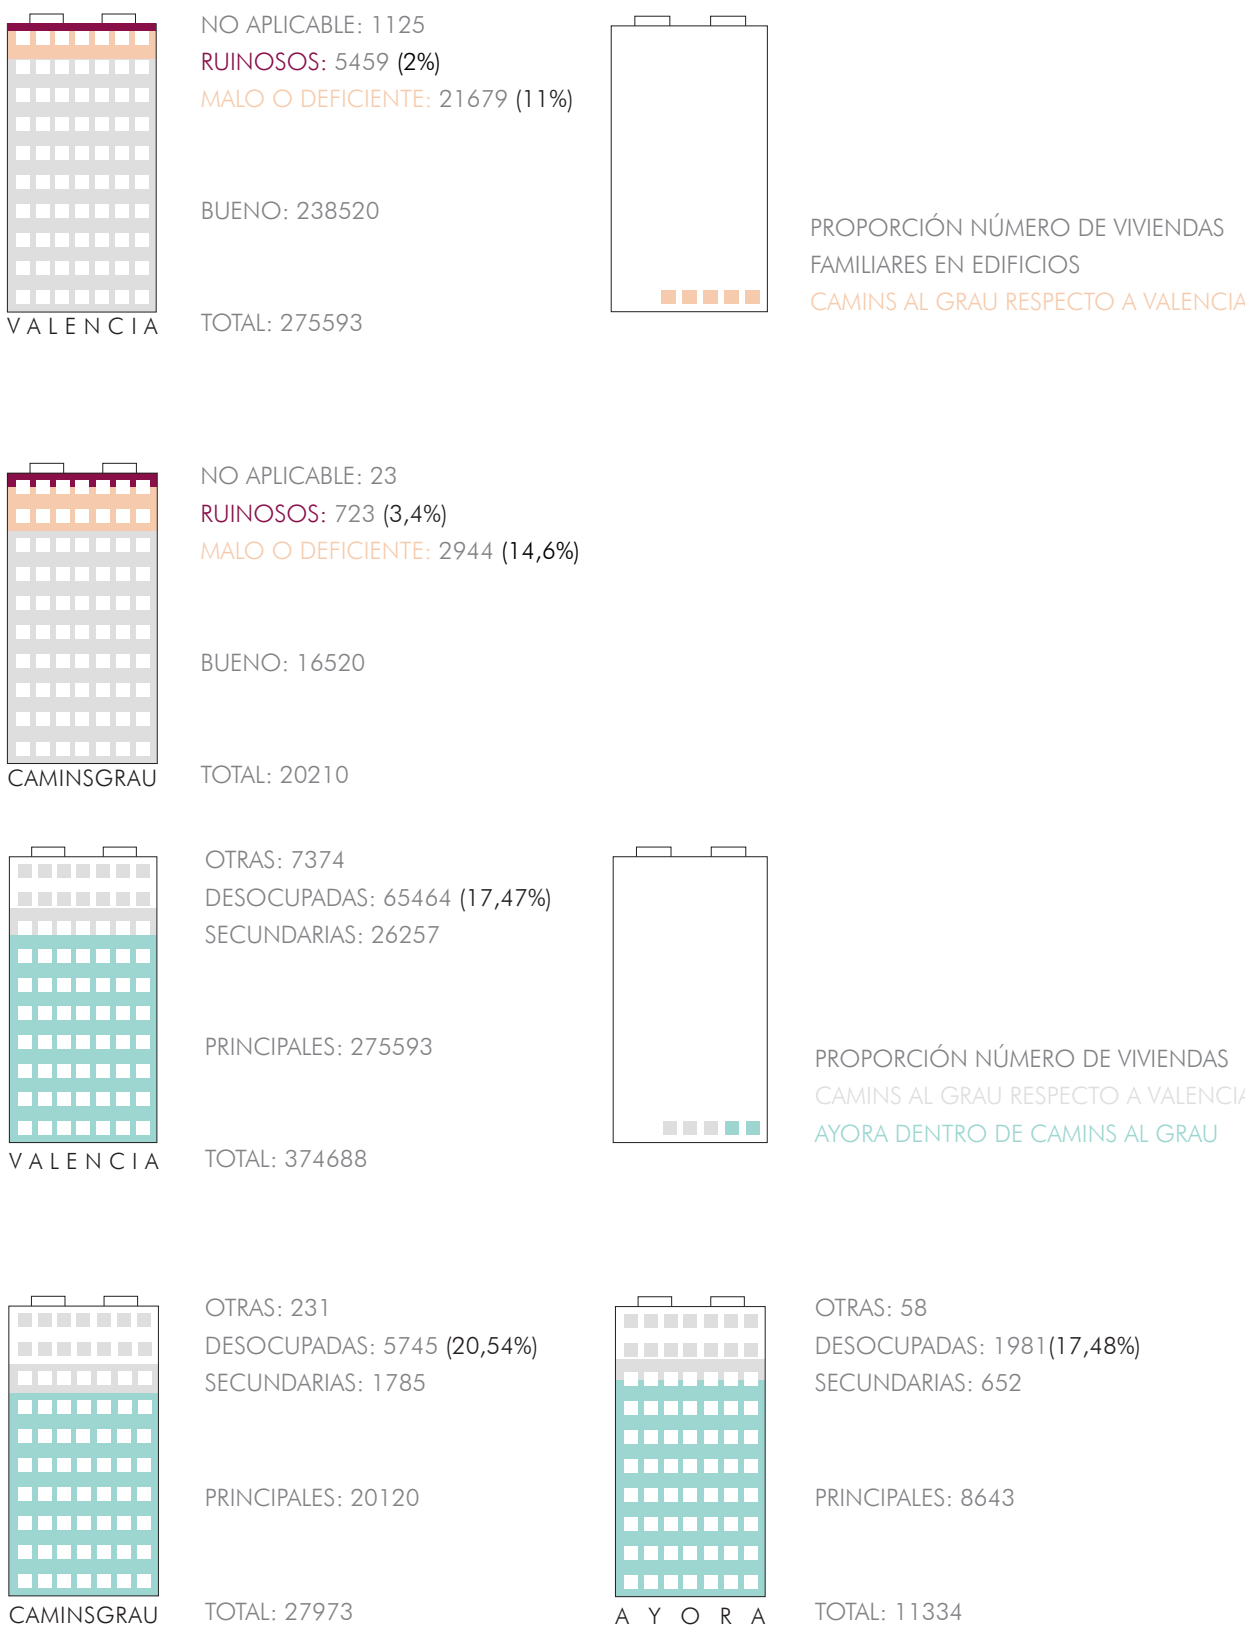 NO APLICABLE: 1125
RUINOSOS: 5459 (2%)
MALO O DEFICIENTE: 21679 (11%)
BUENO: 238520
TOTAL: 275593
VALENCIA
PROPORCIÓN NÚMERO DE VIVIENDAS
FAMILIARES EN EDIFICIOS
CAMINS AL GRAU RESPECTO A VALENCIA
NO APLICABLE: 23
RUINOSOS: 723 (3,4%)
MALO O DEFICIENTE: 2944 (14,6%)
BUENO: 16520
TOTAL: 20210
CAMINSGRAU
OTRAS: 7374
DESOCUPADAS: 65464 (17,47%)
SECUNDARIAS: 26257
PRINCIPALES: 275593
TOTAL: 374688
VALENCIA
PROPORCIÓN NÚMERO DE VIVIENDAS
CAMINS AL GRAU RESPECTO A VALENCIA
AYORA DENTRO DE CAMINS AL GRAU
OTRAS: 231
DESOCUPADAS: 5745 (20,54%)
SECUNDARIAS: 1785
PRINCIPALES: 20120
TOTAL: 27973
CAMINSGRAU
OTRAS: 58
DESOCUPADAS: 1981(17,48%)
SECUNDARIAS: 652
PRINCIPALES: 8643
TOTAL: 11334
AYORA